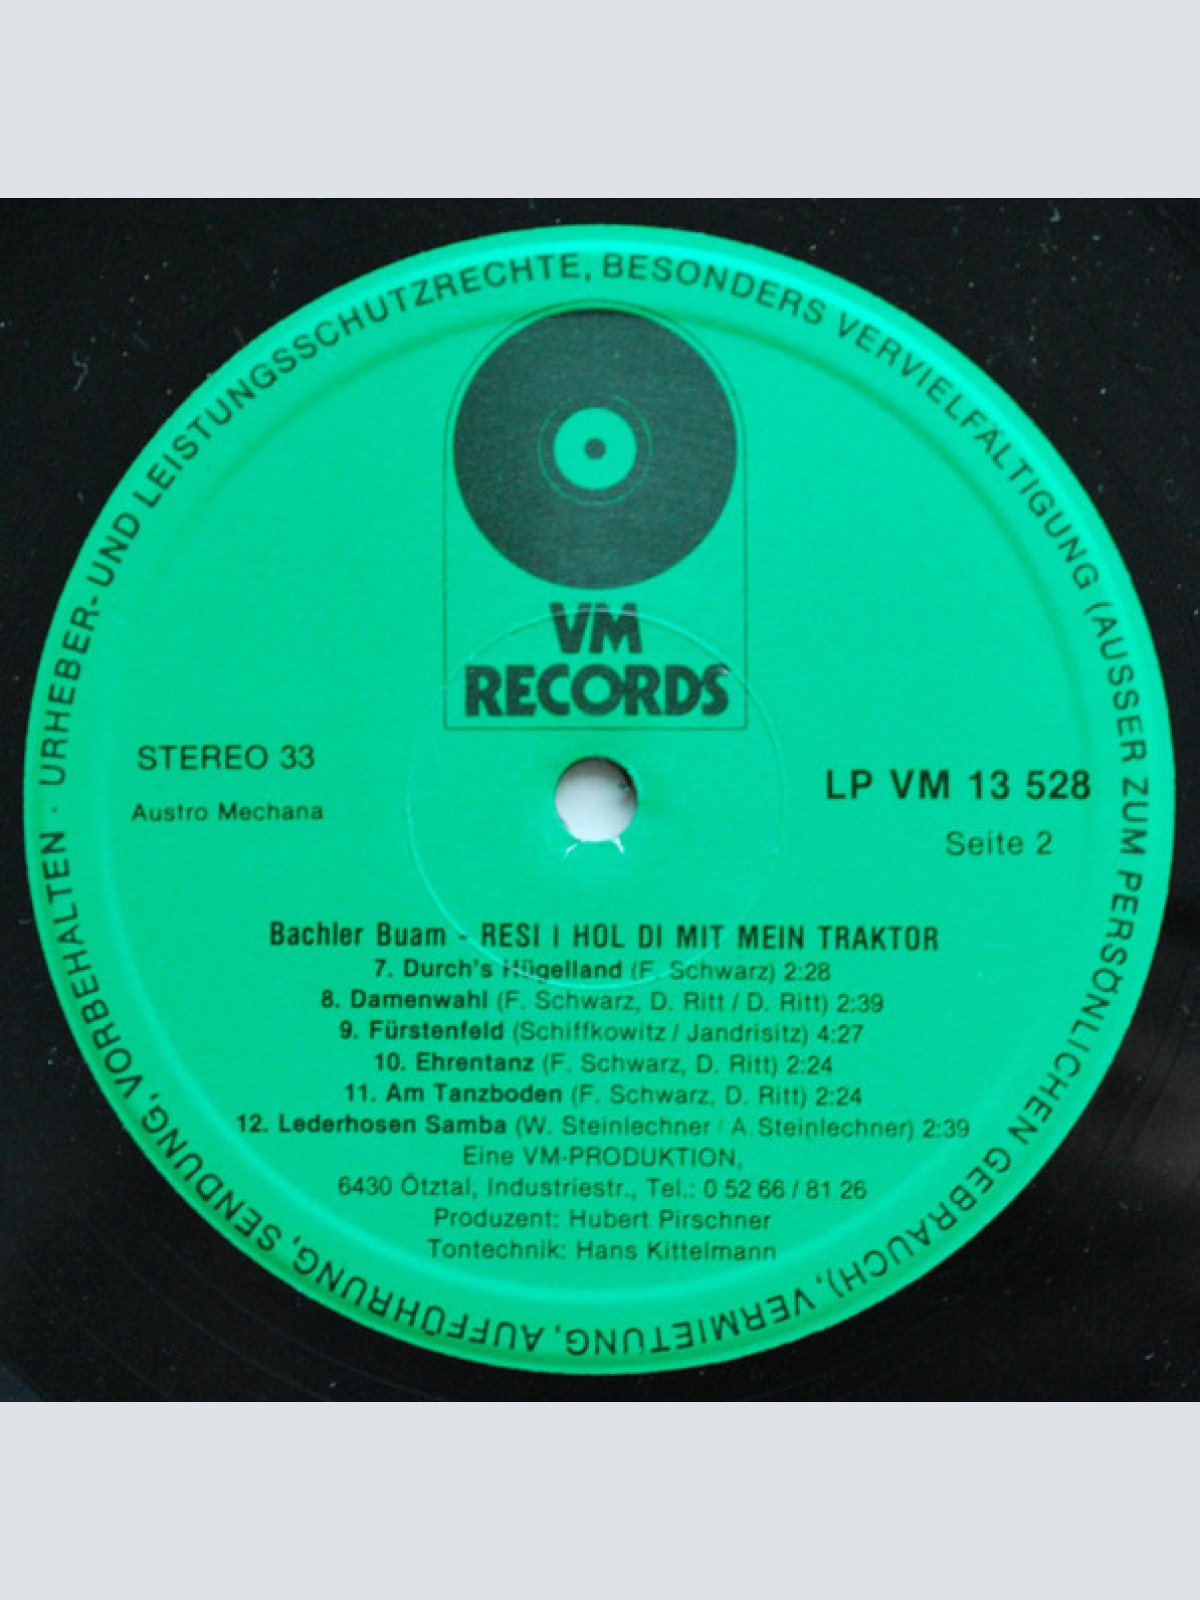 URHEBER- UND LEISTUNGSSCHUTZRECHTE, BESONDERS VERVIELFÄLTIGUNG (AUSSER ZUM PERSÖNLICHEN GEBRAUCH), VERMIETUNG, AUFFÜHRUNG, SENDUNG, VORBEHALTEN ·
VM
RECORDS
STEREO 33
Austro Mechana
LP VM 13 528
Seite 2
Bachler Buam - RESI I HOL DI MIT MEIN TRAKTOR
7. Durch's Hügelland (F. Schwarz) 2:28
8. Damenwahl (F. Schwarz, D. Ritt / D. Ritt) 2:39
9. Fürstenfeld (Schiffkowitz / Jandrisitz) 4:27
10. Ehrentanz (F. Schwarz, D. Ritt) 2:24
11. Am Tanzboden (F. Schwarz, D. Ritt) 2:24
12. Lederhosen Samba (W. Steinlechner / A. Steinlechner) 2:39
Eine VM-PRODUKTION,
6430 Ötztal, Industriestr., Tel.: 0 52 66 / 81 26
Produzent: Hubert Pirschner
Tontechnik: Hans Kittelmann